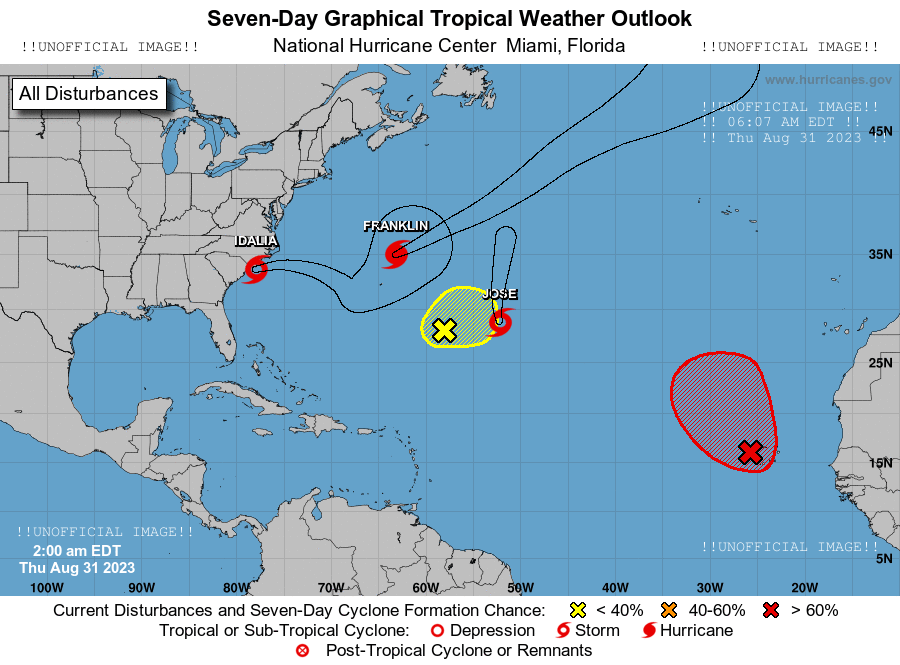 Seven-Day Graphical Tropical Weather Outlook
!!UNOFFICIAL IMAGE!! National Hurricane Center Miami, Florida !!UNOFFICIAL IMAGE!!
www.hurricanes.gov
All Disturbances
!!UNOFFICIAL IMAGE!!
!! 06:07 AM EDT !!
!! Thu Aug 31 2023 !!
45N
FRANKLIN
IDALIA
35N
JOSE
25N
15N
!!UNOFFICIAL IMAGE!!
2:00 am EDT
Thu Aug 31 2023
!!UNOFFICIAL IMAGE!!
5N
100W 90W 80W 70W 60W 50W 40W 30W 20W
Current Disturbances and Seven-Day Cyclone Formation Chance: < 40% 40-60% > 60%
Tropical or Sub-Tropical Cyclone: Depression Storm Hurricane
Post-Tropical Cyclone or Remnants